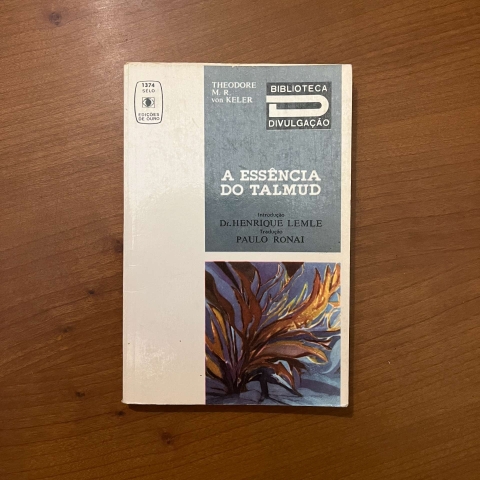 1374
SELO
EDIÇÕES
DE OURO
THEODORE
M. R.
von KELER
BIBLIOTECA
DIVULGAÇÃO
A ESSÊNCIA
DO TALMUD
Introdução
Dr. HENRIQUE LEMLE
Tradução
PAULO RONAI